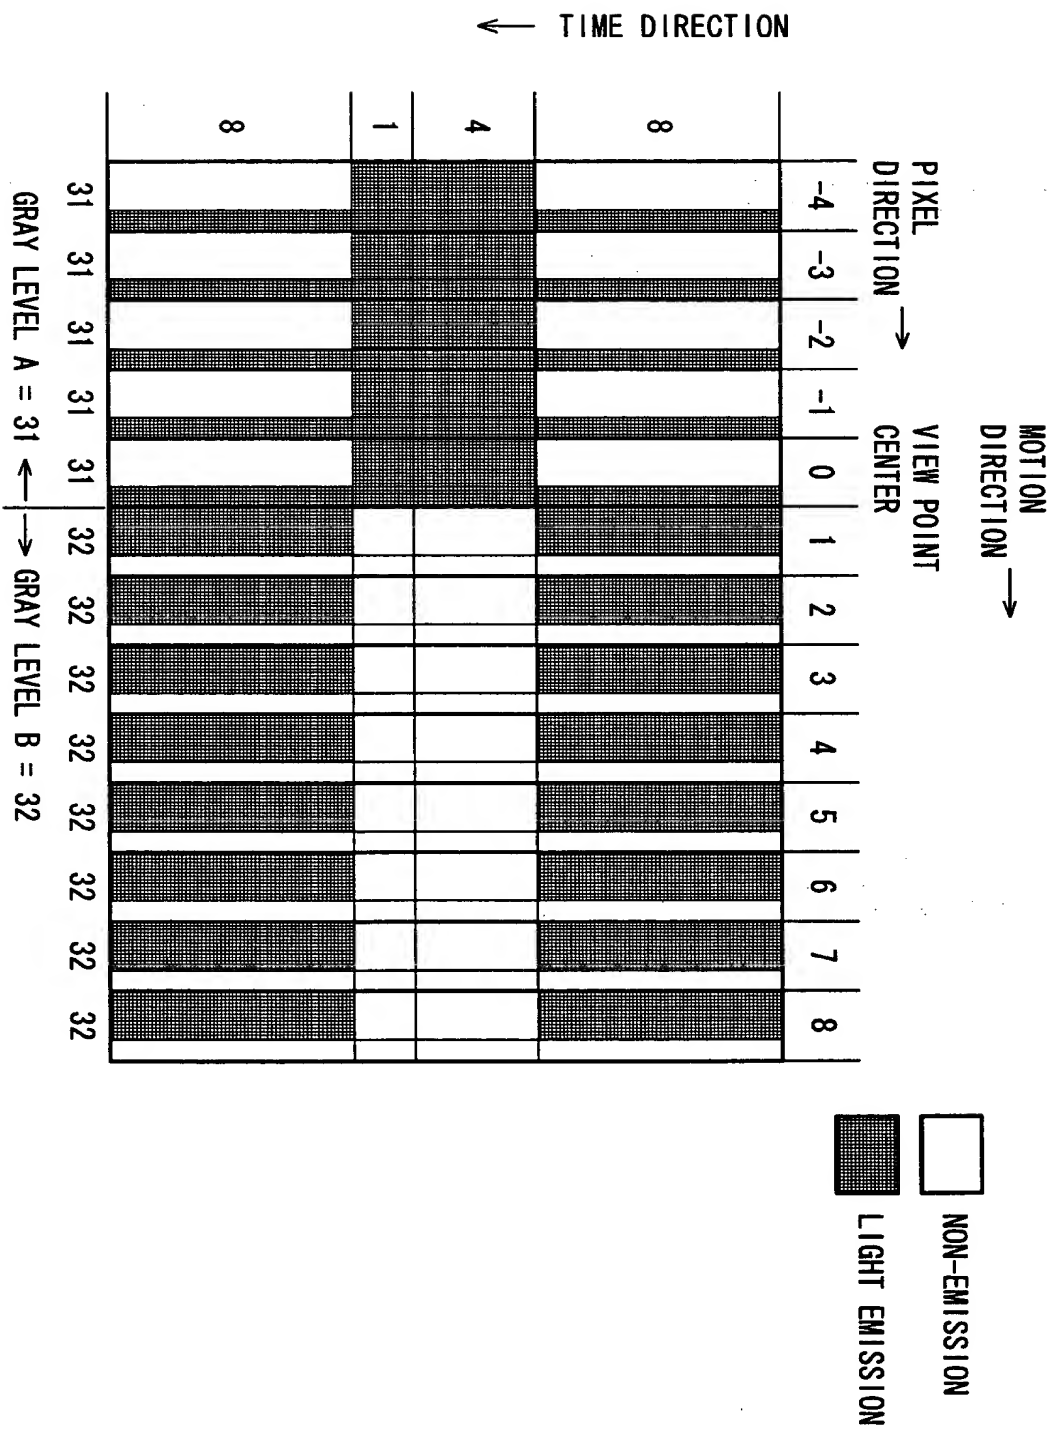 ← TIME DIRECTION
MOTION
DIRECTION →
PIXEL
DIRECTION →
VIEW POINT
CENTER
NON-EMISSION
LIGHT EMISSION
-4 -3 -2 -1 0 1 2 3 4 5 6 7 8
8
4
1
8
31 31 31 31 31 32 32 32 32 32 32 32 32
GRAY LEVEL A = 31 ← → GRAY LEVEL B = 32